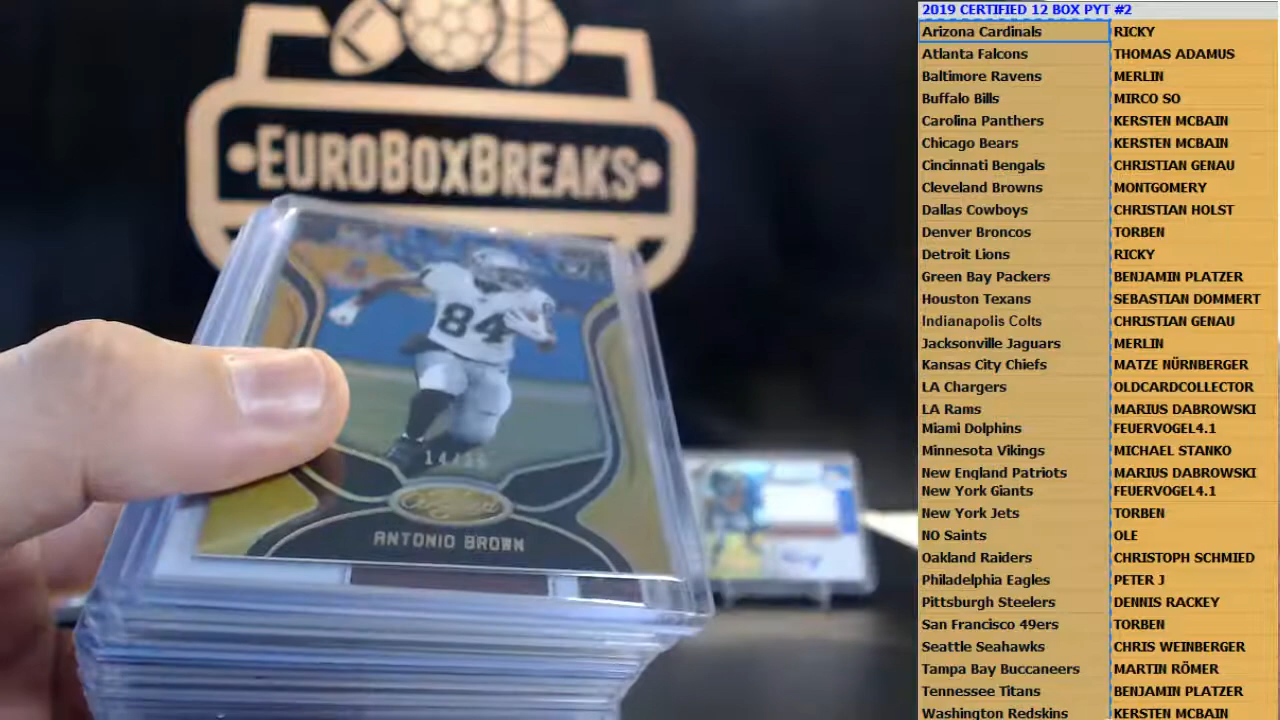 EUROBOXBREAKS
84
ANTONIO BROWN
2019 CERTIFIED 12 BOX PYT #2
Arizona Cardinals RICKY
Atlanta Falcons THOMAS ADAMUS
Baltimore Ravens MERLIN
Buffalo Bills MIRCO SO
Carolina Panthers KERSTEN MCBAIN
Chicago Bears KERSTEN MCBAIN
Cincinnati Bengals CHRISTIAN GENAU
Cleveland Browns MONTGOMERY
Dallas Cowboys CHRISTIAN HOLST
Denver Broncos TORBEN
Detroit Lions RICKY
Green Bay Packers BENJAMIN PLATZER
Houston Texans SEBASTIAN DOMMERT
Indianapolis Colts CHRISTIAN GENAU
Jacksonville Jaguars MERLIN
Kansas City Chiefs MATZE NÜRNBERGER
LA Chargers OLDCARDCOLLECTOR
LA Rams MARIUS DABROWSKI
Miami Dolphins FEUERVOGEL4.1
Minnesota Vikings MICHAEL STANKO
New England Patriots MARIUS DABROWSKI
New York Giants FEUERVOGEL4.1
New York Jets TORBEN
NO Saints OLE
Oakland Raiders CHRISTOPH SCHMIED
Philadelphia Eagles PETER J
Pittsburgh Steelers DENNIS RACKEY
San Francisco 49ers TORBEN
Seattle Seahawks CHRIS WEINBERGER
Tampa Bay Buccaneers MARTIN RÖMER
Tennessee Titans BENJAMIN PLATZER
Washington Redskins KERSTEN MCBAIN